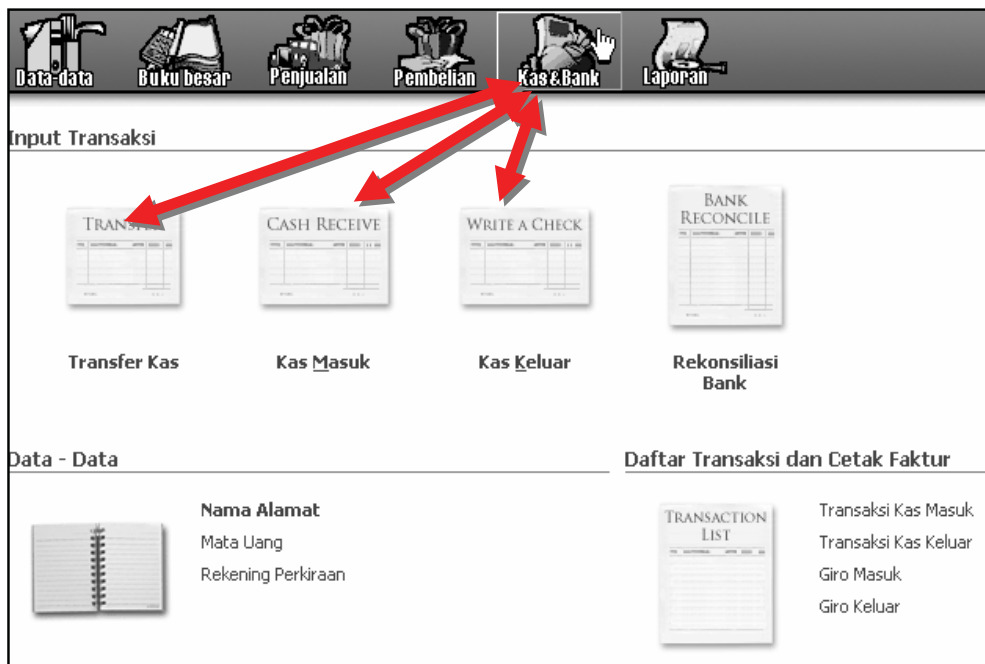 Data-data Buku besar Penjualan Pembelian Kas&Bank Laporan
Input Transaksi
CASH RECEIVE WRITE A CHECK BANK
RECONCILE
Transfer Kas Kas Masuk Kas Keluar Rekonsiliasi
Bank
Data - Data Daftar Transaksi dan Cetak Faktur
Nama Alamat
Mata Uang
Rekening Perkiraan
TRANSACTION
LIST
Transaksi Kas Masuk
Transaksi Kas Keluar
Giro Masuk
Giro Keluar